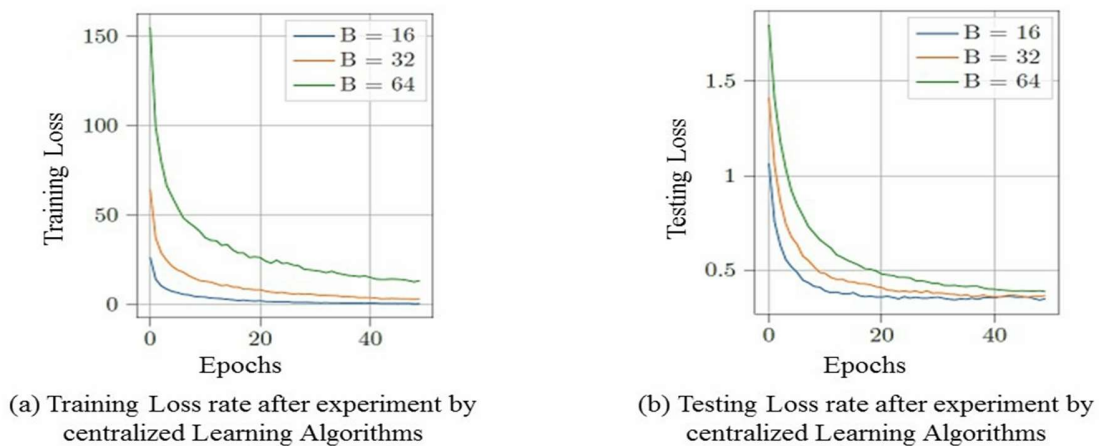 150
100
50
0
Training Loss
B = 16
B = 32
B = 64
0
20
40
Epochs
(a) Training Loss rate after experiment by
centralized Learning Algorithms
1.5
1
0.5
Testing Loss
B = 16
B = 32
B = 64
0
20
40
Epochs
(b) Testing Loss rate after experiment by
centralized Learning Algorithms